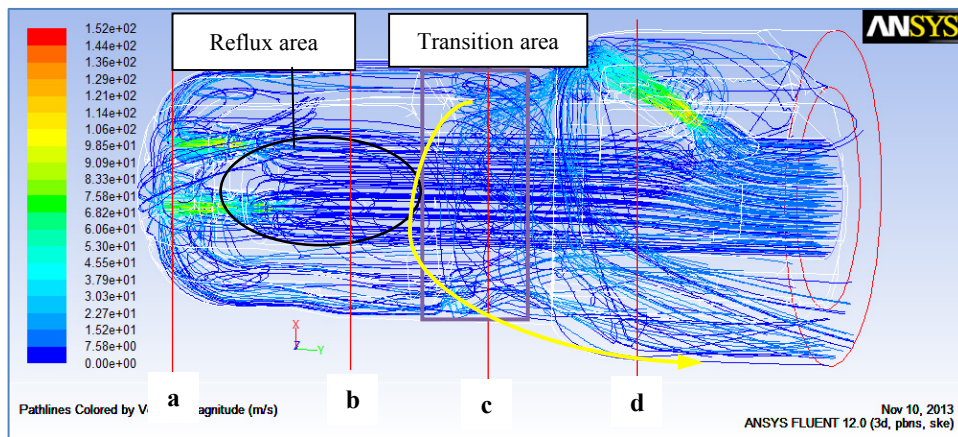 1.52e+02
1.44e+02
1.36e+02
1.29e+02
1.21e+02
1.14e+02
1.06e+02
9.85e+01
9.09e+01
8.33e+01
7.58e+01
6.82e+01
6.06e+01
5.30e+01
4.55e+01
3.79e+01
3.03e+01
2.27e+01
1.52e+01
7.58e+00
0.00e+00
Reflux area
Transition area
ANSYS
X
Z
Y
a
b
c
d
Pathlines Colored by Ve agnitude (m/s)
Nov 10, 2013
ANSYS FLUENT 12.0 (3d, pbns, ske)